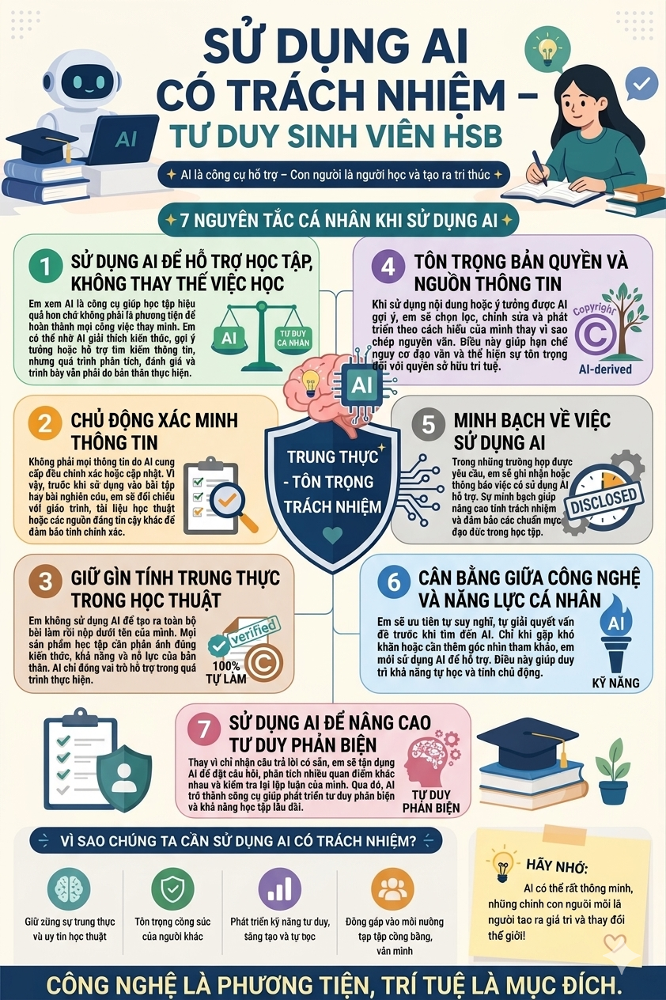 SỬ DỤNG AI
CÓ TRÁCH NHIỆM –
TƯ DUY SINH VIÊN HSB
AI
AI là công cụ hỗ trợ – Con người là người học và tạo ra tri thức
7 NGUYÊN TẮC CÁ NHÂN KHI SỬ DỤNG AI
1
SỬ DỤNG AI ĐỂ HỖ TRỢ HỌC TẬP,
KHÔNG THAY THẾ VIỆC HỌC
Em xem AI là công cụ giúp học tập hiệu
quả hơn chớ không phải là phương tiện để
hoàn thành mọi công việc thay minh. Em
có thể nhờ AI giải thích kiến thức, gợi ý
tưởng hoặc hỗ trợ tìm kiếm thông tin,
nhưng quá trình phân tích, đánh giá và
trình bày vẫn phải do bản thân thực hiện.
AI
TƯ DUY
CÁ NHÂN
4
TÔN TRỌNG BẢN QUYỀN VÀ
NGUỒN THÔNG TIN
Khi sử dụng nội dung hoặc ý tưởng được AI
gợi ý, em sẽ chọn lọc, chỉnh sửa và phát
triển theo cách hiểu của mình thay vì sao
chép nguyên văn. Điều này giúp hạn chế
nguy cơ đạo văn và thể hiện sự tôn trọng
đối với quyền sở hữu trí tuệ.
Copyright
C
AI-derived
AI
TRUNG THỰC
- TÔN TRỌNG
TRÁCH NHIỆM
2
CHỦ ĐỘNG XÁC MINH
THÔNG TIN
Không phải mọi thông tin do AI cung
cấp đều chính xác hoặc cập nhật. Vì
vậy, trước khi sử dụng vào bài tập
hay bài nghiên cóu, em sẽ đối chiếu
với giáo trình, tài liệu học thuật
hoặc các nguồn đáng tin cậy khác để
đảm bảo tính chính xác.
5
MINH BẠCH VỀ VIỆC
SỬ DỤNG AI
Trong những trường hợp được
yêu cầu, em sẽ ghi nhận hoặc
thông báo việc có sử dụng AI
hỗ trợ. Sự minh bạch giúp
nâng cao tính trách nhiệm
và đảm bảo các chuẩn mực
đạo đức trong học tập.
DISCLOSED
3
GIỮ GÌN TÍNH TRUNG THỰC
TRONG HỌC THUẬT
Em không sử dụng AI để tạo ra toàn bộ
bèi làm rồi nộp dưới tên của mình. Mọi
sản phẩm học tập cần phản ánh đúng
kiến thức, khả năng và nỗ lực của bản
thân. AI chỉ đóng vai trò hỗ trợ trong quá
trình thực hiện.
verified
C
100%
TỰ LÀM
6
CÂN BẰNG GIỮA CÔNG NGHỆ
VÀ NĂNG LỰC CÁ NHÂN
Em sẽ ưu tiên tự suy nghĩ, tự giải quyết vấn
đề trước khi tìm đến AI. Chỉ khi gặp khó
khăn hoặc cần thêm góc nhìn tham khảo, em
mới sử dụng AI để hỗ trợ. Điều này giúp duy
trì khả năng tự học và tính chủ động.
AI
KỸ NĂNG
7
SỬ DỤNG AI ĐỂ NÂNG CAO
TƯ DUY PHẢN BIỆN
Thay vì chỉ nhận câu trả lời có sẵn, em sẽ tận dụng
AI để đặt câu hỏi, phân tích nhiều quan điểm khác
nhau và kiểm tra lại lập luận của mình. Qua đó, AI
trở thành sông cụ giúp phát triển tư duy phản biện
và khả năng học tập lâu dài.
TỰ DUY
PHẢN BIỆN
VÌ SAO CHÚNG TA CẦN SỬ DỤNG AI CÓ TRÁCH NHIỆM?
Giữ zũng sự trung thực
và uy tín học thuật
Tôn trọng công súc
của người khác
Phát triển kỹ năng tư duy,
sáng tạo và tự học
Đóng gáp vào môi nuông
tạp tập công bằng,
văn minh
HÃY NHỚ:
AI có thể rất thông minh,
những chính con người mỗi là
người tao ra giá trị và thay đổi
thế giới!
CÔNG NGHỆ LÀ PHƯƠNG TIỆN, TRÍ TUỆ LÀ MỤC ĐÍCH.